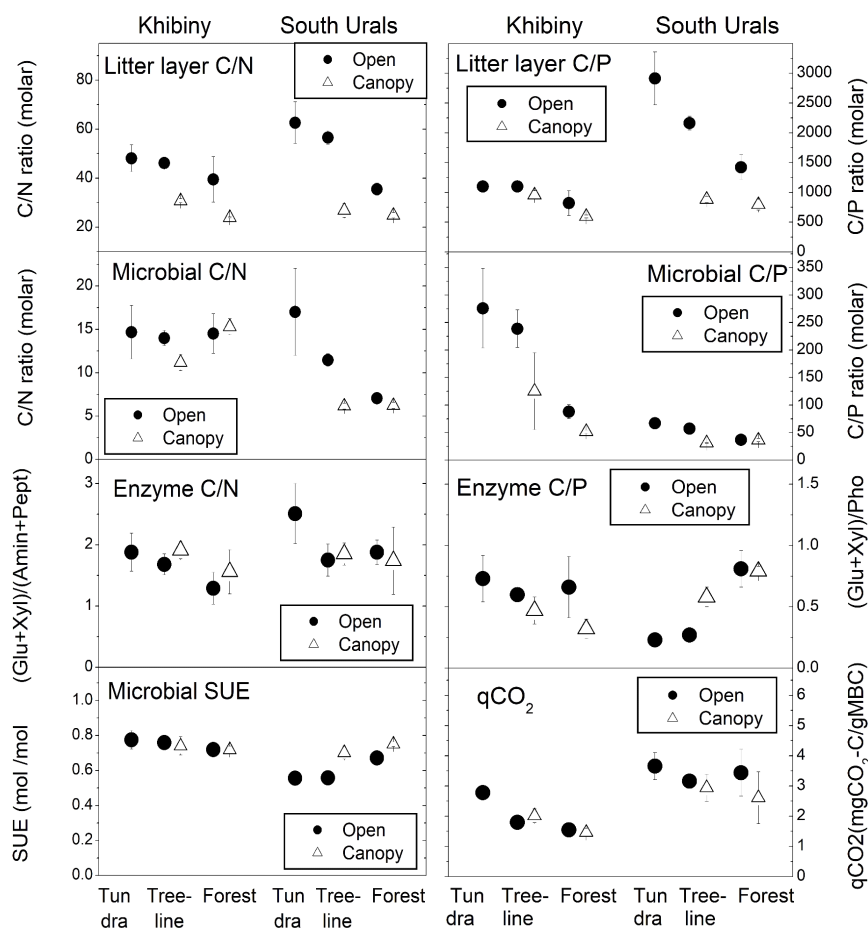 Khibiny South Urals Khibiny South Urals
Litter layer C/N
Open
Canopy
C/N ratio (molar)
80
60
40
20
Litter layer C/P
Open
Canopy
3000
2500
2000
1500
1000
500
0
C/P ratio (molar)
Microbial C/N
Open
Canopy
C/N ratio (molar)
20
15
10
5
0
Microbial C/P
Open
Canopy
350
300
250
200
150
100
50
0
C/P ratio (molar)
Enzyme C/N
Open
Canopy
(Glu+Xyl)/(Amin+Pept)
3
2
1
0
Enzyme C/P
Open
Canopy
1.5
1.0
0.5
0.0
(Glu+Xyl)/Pho
Microbial SUE
Open
Canopy
SUE (mol /mol)
1.0
0.8
0.6
0.4
0.2
0.0
qCO2
Open
Canopy
6
5
4
3
2
1
0
qCO2(mgCO2-C/gMBC)
Tun Tree- Forest Tun Tree- Forest Tun Tree- Forest Tun Tree- Forest
dra line dra line dra line dra line